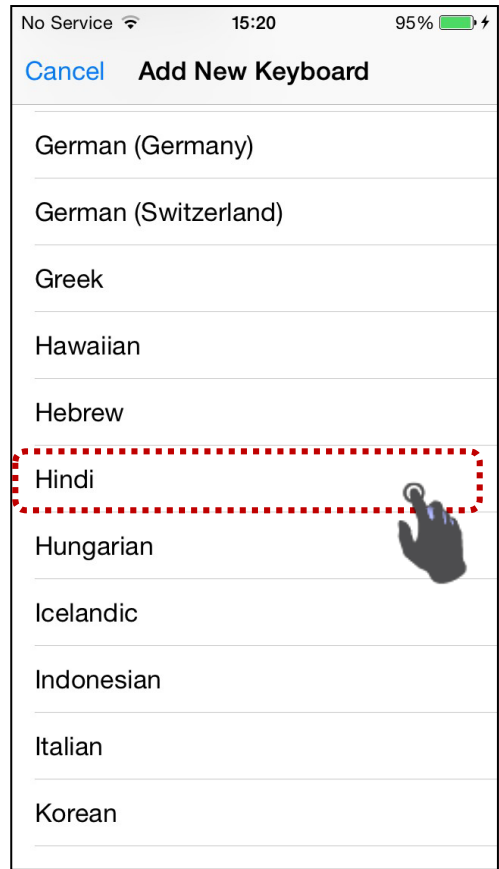 No Service 15:20 95%
Cancel Add New Keyboard
German (Germany)
German (Switzerland)
Greek
Hawaiian
Hebrew
Hindi
Hungarian
Icelandic
Indonesian
Italian
Korean